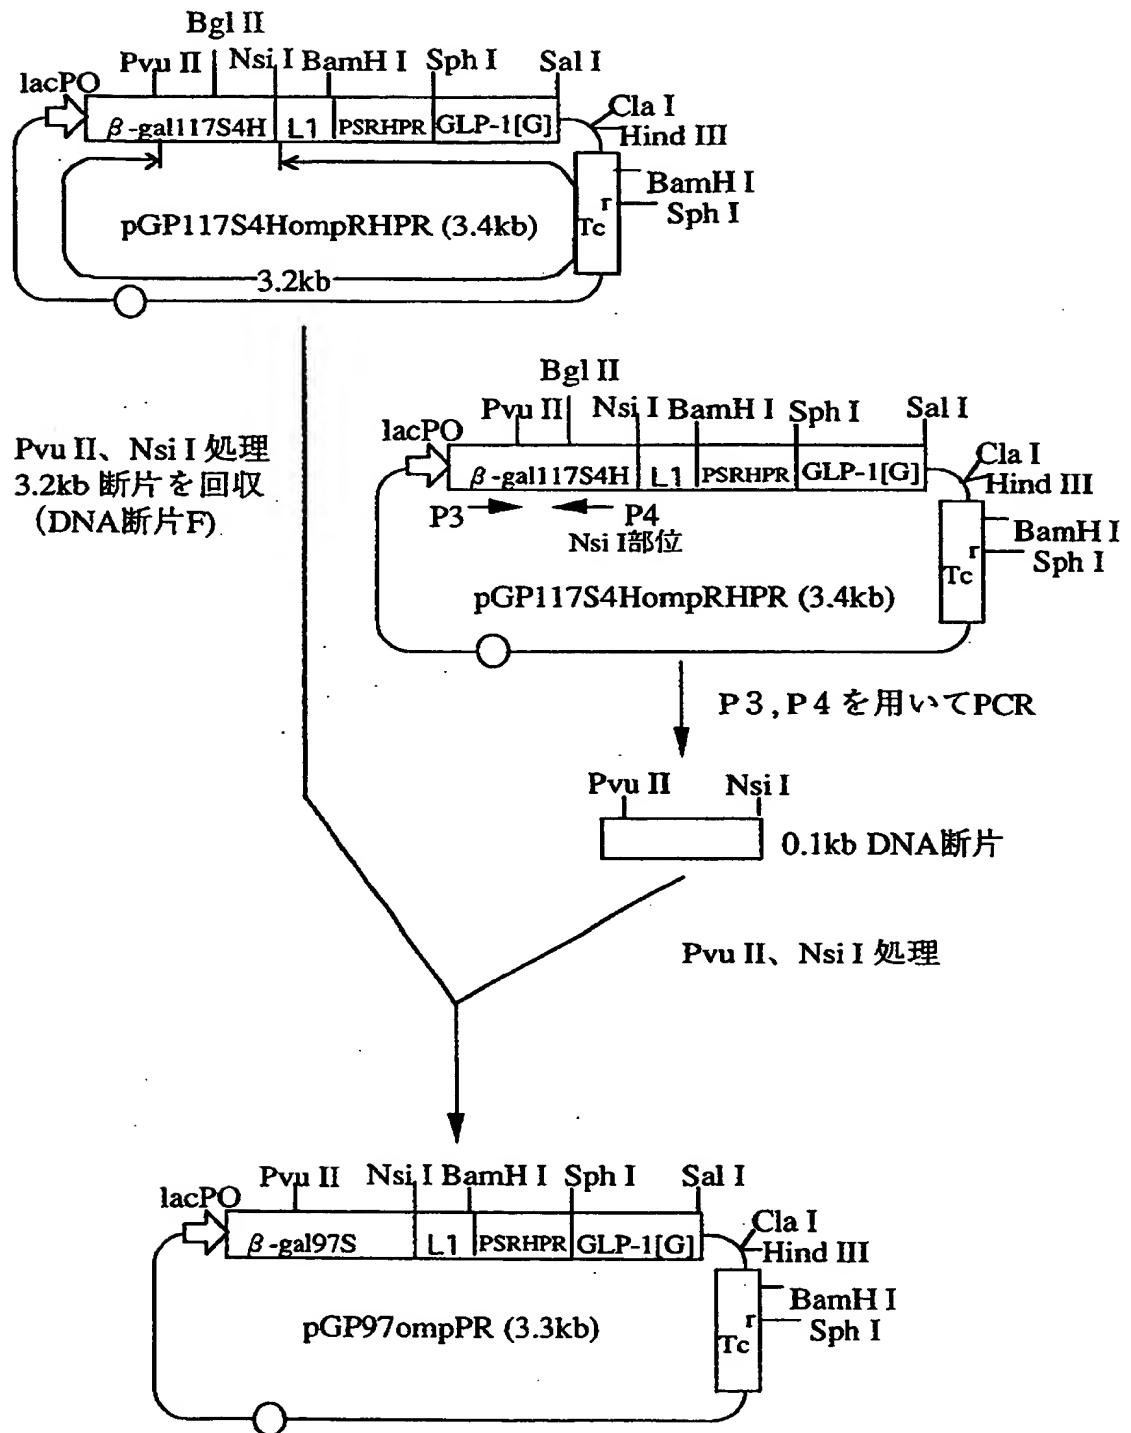 Bgl II
Pvu II Nsi I BamH I Sph I Sal I
lacPO
Cla I
Hind III
β-gal117S4H L1 PSRHPR GLP-1[G]
BamH I
Sph I
Tc r
pGP117S4HompRHPR (3.4kb)
3.2kb
Pvu II、Nsi I 処理
3.2kb 断片を回収
(DNA断片F)
Bgl II
Pvu II Nsi I BamH I Sph I Sal I
lacPO
Cla I
Hind III
β-gal117S4H L1 PSRHPR GLP-1[G]
P3 P4
Nsi I部位
BamH I
Sph I
Tc r
pGP117S4HompRHPR (3.4kb)
P3,P4 を用いてPCR
Pvu II Nsi I
0.1kb DNA断片
Pvu II、Nsi I 処理
Pvu II Nsi I BamH I Sph I Sal I
lacPO
Cla I
Hind III
β-gal97S L1 PSRHPR GLP-1[G]
BamH I
Sph I
Tc r
pGP97ompPR (3.3kb)